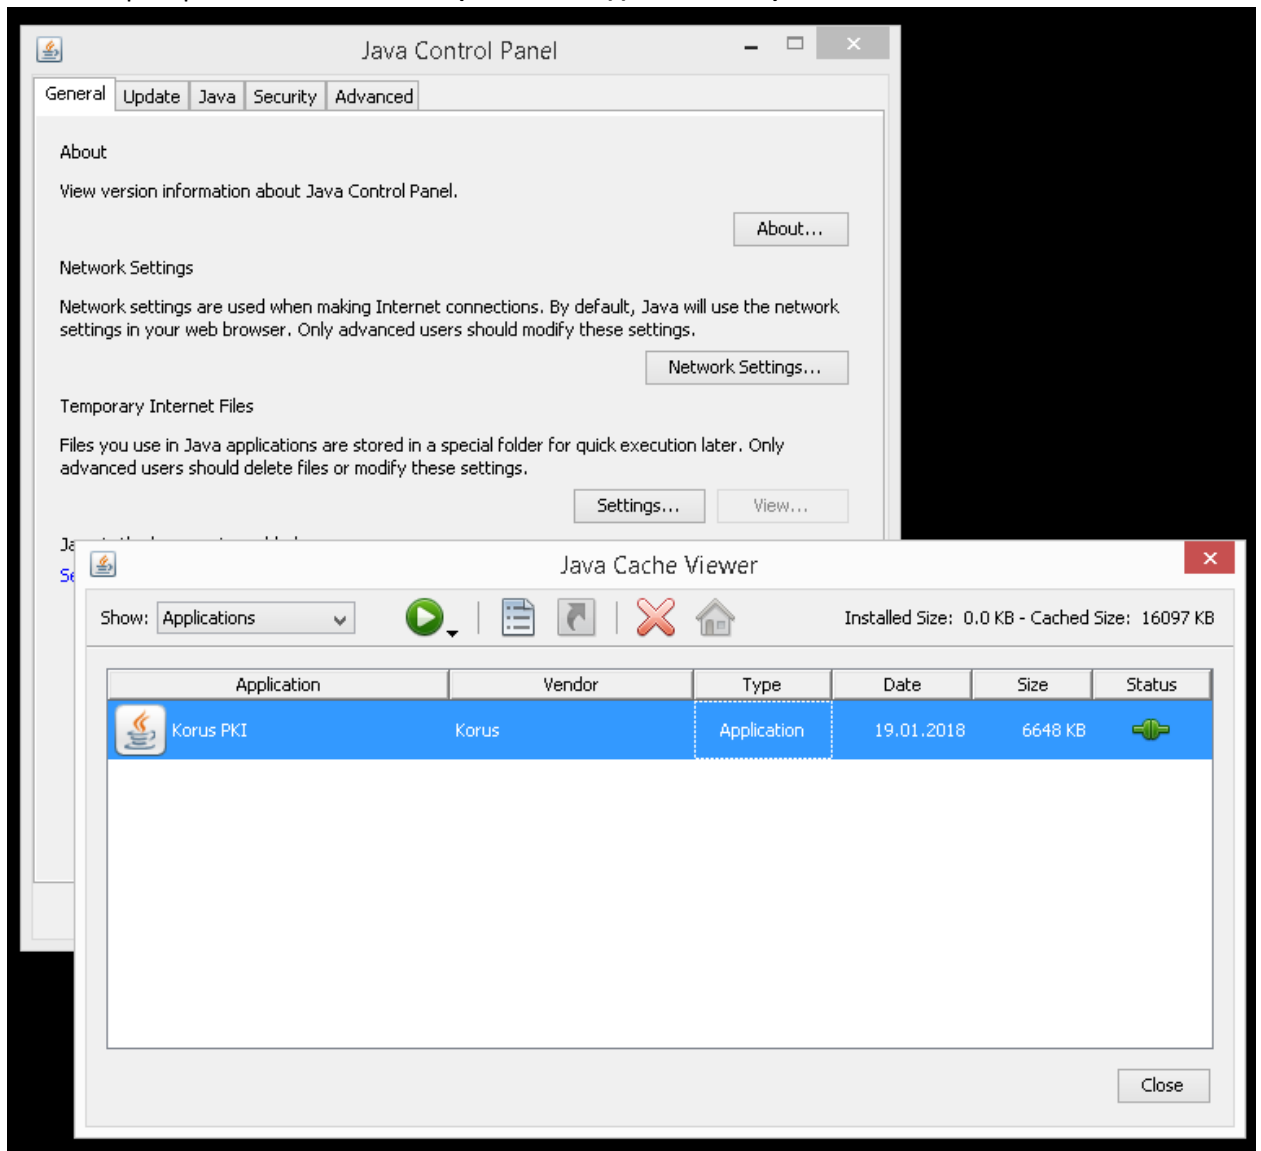 Java Control Panel
General Update Java Security Advanced
About
View version information about Java Control Panel.
About...
Network Settings
Network settings are used when making Internet connections. By default, Java will use the network
settings in your web browser. Only advanced users should modify these settings.
Network Settings...
Temporary Internet Files
Files you use in Java applications are stored in a special folder for quick execution later. Only
advanced users should delete files or modify these settings.
Settings... View...
Java Cache Viewer
Show: Applications Installed Size: 0.0 KB - Cached Size: 16097 KB
Application Vendor Type Date Size Status
Korus PKI Korus Application 19.01.2018 6648 KB
Close